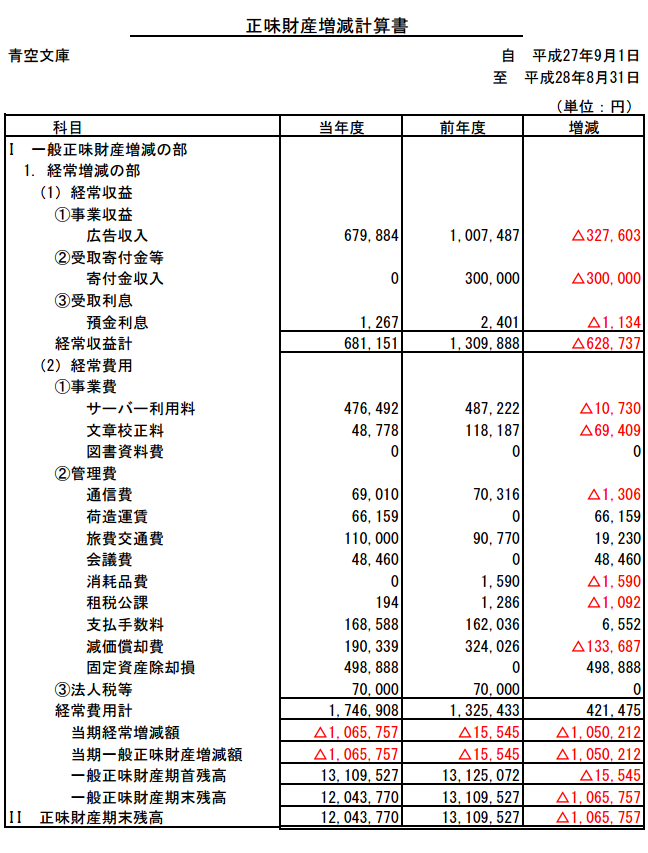 正味財産増減計算書
青空文庫 自 平成27年9月1日
至 平成28年8月31日
（単位：円）
科目 当年度 前年度 増減
Ⅰ 一般正味財産増減の部
1. 経常増減の部
（1）経常収益
①事業収益
広告収入 679,884 1,007,487 △327,603
②受取寄付金等
寄付金収入 0 300,000 △300,000
③受取利息
預金利息 1,267 2,401 △1,134
経常収益計 681,151 1,309,888 △628,737
（2）経常費用
①事業費
サーバー利用料 476,492 487,222 △10,730
文章校正料 48,778 118,187 △69,409
図書資料費 0 0 0
②管理費
通信費 69,010 70,316 △1,306
荷造運賃 66,159 0 66,159
旅費交通費 110,000 90,770 19,230
会議費 48,460 0 48,460
消耗品費 0 1,590 △1,590
租税公課 194 1,286 △1,092
支払手数料 168,588 162,036 6,552
減価償却費 190,339 324,026 △133,687
固定資産除却損 498,888 0 498,888
③法人税等 70,000 70,000 0
経常費用計 1,746,908 1,325,433 421,475
当期経常増減額 △1,065,757 △15,545 △1,050,212
当期一般正味財産増減額 △1,065,757 △15,545 △1,050,212
一般正味財産期首残高 13,109,527 13,125,072 △15,545
一般正味財産期末残高 12,043,770 13,109,527 △1,065,757
II 正味財産期末残高 12,043,770 13,109,527 △1,065,757